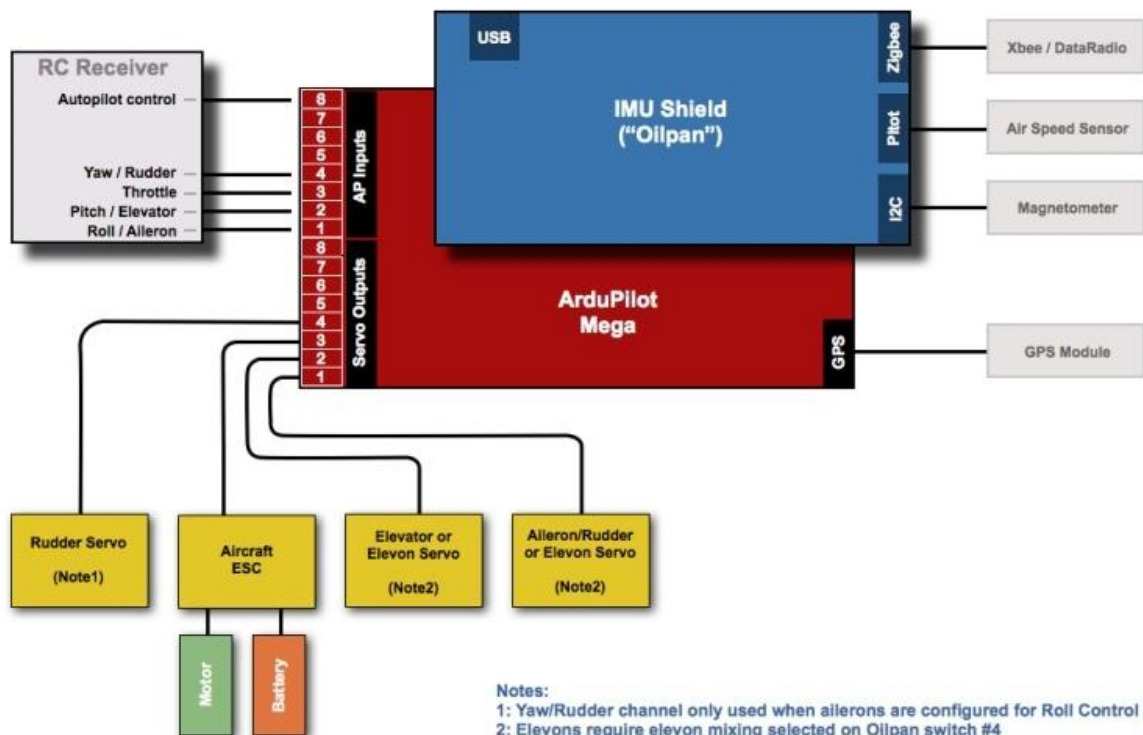 RC Receiver
Autopilot control
Yaw / Rudder
Throttle
Pitch / Elevator
Roll / Aileron
8
7
6
5
4
3
2
1
AP Inputs
8
7
6
5
4
3
2
1
Servo Outputs
USB
IMU Shield
("Oilpan")
Zigbee
Pitot
I2C
ArduPilot
Mega
GPS
Xbee / DataRadio
Air Speed Sensor
Magnetometer
GPS Module
Rudder Servo
(Note1)
Aircraft
ESC
Elevator or
Elevon Servo
(Note2)
Aileron/Rudder
or Elevon Servo
(Note2)
Motor
Battery
Notes:
1: Yaw/Rudder channel only used when ailerons are configured for Roll Control
2: Elevons require elevon mixing selected on Oilpan switch #4